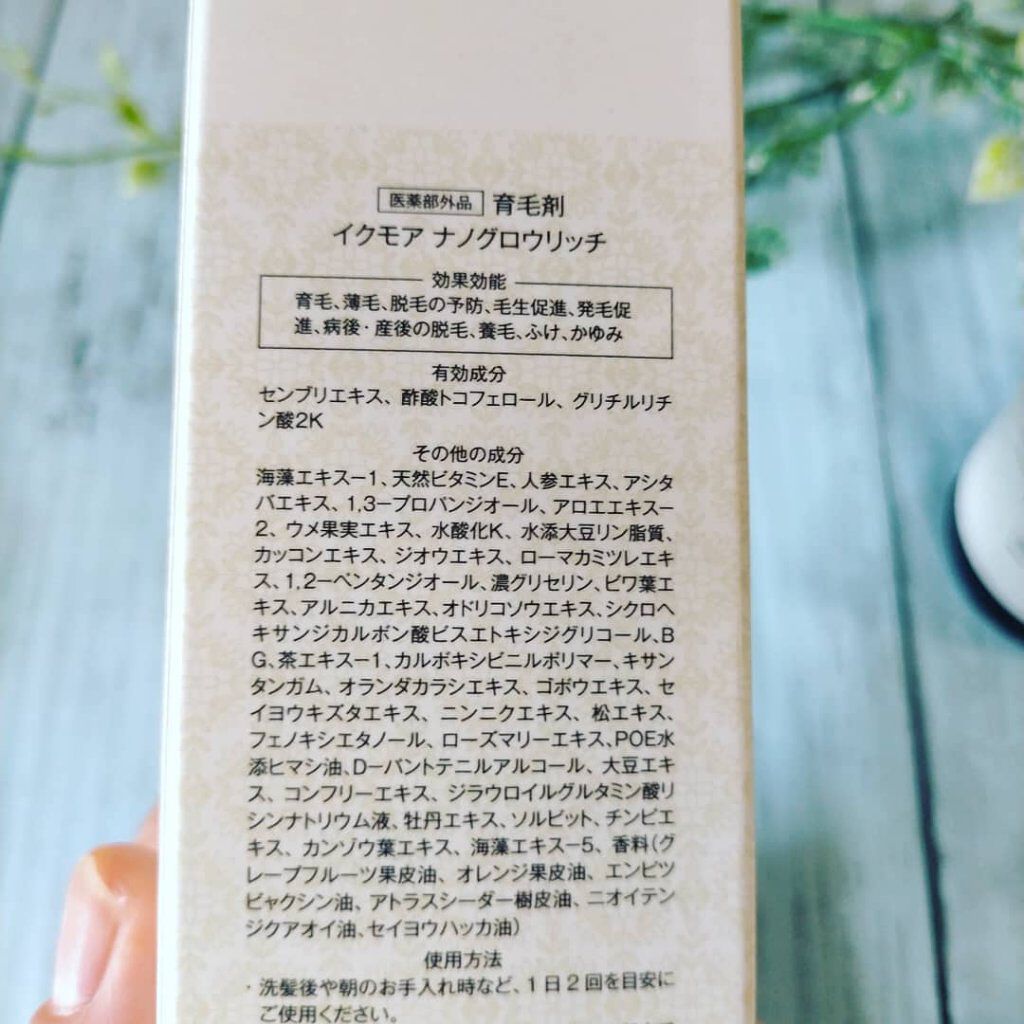 医薬部外品 育毛剤
イクモア ナノグロウリッチ
効果効能
育毛、薄毛、脱毛の予防、毛生促進、発毛促
進、病後・産後の脱毛、養毛、ふけ、かゆみ
有効成分
センブリエキス、酢酸トコフェロール、グリチルリチ
ン酸2K
その他の成分
海藻エキス－1、天然ビタミンE、人参エキス、アシタ
バエキス、1,3－プロパンジオール、アロエエキス－
2、ウメ果実エキス、水酸化K、水添大豆リン脂質、
カッコンエキス、ジオウエキス、ローマカミツレエキ
ス、1,2－ペンタンジオール、濃グリセリン、ビワ葉エ
キス、アルニカエキス、オドリコソウエキス、シクロヘ
キサンジカルボン酸ビスエトキシジグリコール、B
G、茶エキス－1、カルボキシビニルポリマー、キサン
タンガム、オランダカラシエキス、ゴボウエキス、セ
イヨウキズタエキス、ニンニクエキス、松エキス、
フェノキシエタノール、ローズマリーエキス、POE水
添ヒマシ油、D－パントテニルアルコール、大豆エキ
ス、コンフリーエキス、ジラウロイルグルタミン酸リ
シンナトリウム液、牡丹エキス、ソルビット、チンピエ
キス、カンゾウ葉エキス、海藻エキス－5、香料(グ
レープフルーツ果皮油、オレンジ果皮油、エンピツ
ビャクシン油、アトラスシーダー樹皮油、ニオイテン
ジクアオイ油、セイヨウハッカ油)
使用方法
・洗髪後や朝のお手入れ時など、1日2回を目安に
ご使用ください。